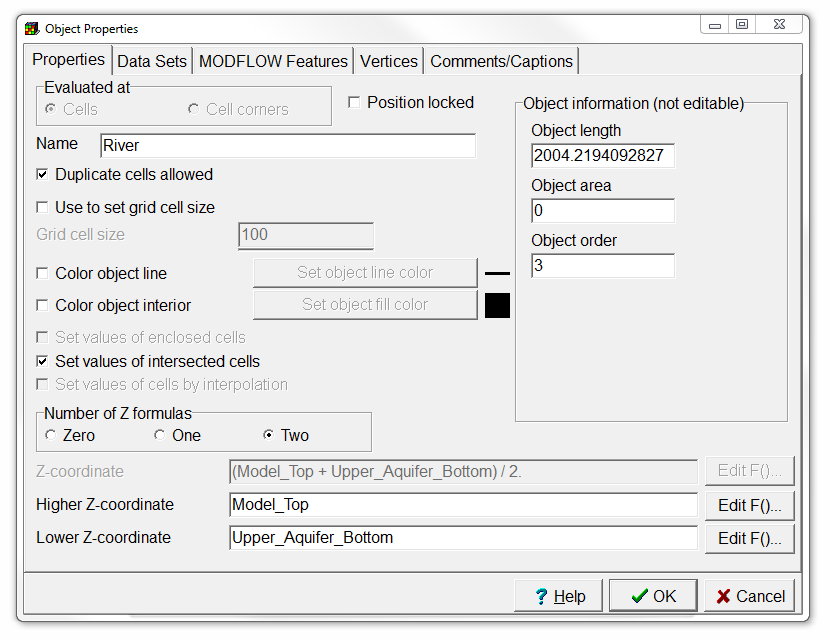 Object Properties
Properties Data Sets MODFLOW Features Vertices Comments/Captions
Evaluated at
Cells Cell corners
Position locked
Name River
Duplicate cells allowed
Use to set grid cell size
Grid cell size 100
Color object line Set object line color
Color object interior Set object fill color
Set values of enclosed cells
Set values of intersected cells
Set values of cells by interpolation
Number of Z formulas
Zero One Two
Object information (not editable)
Object length
2004.2194092827
Object area
0
Object order
3
Z-coordinate (Model_Top + Upper_Aquifer_Bottom) / 2. Edit F()...
Higher Z-coordinate Model_Top Edit F()...
Lower Z-coordinate Upper_Aquifer_Bottom Edit F()...
? Help OK Cancel